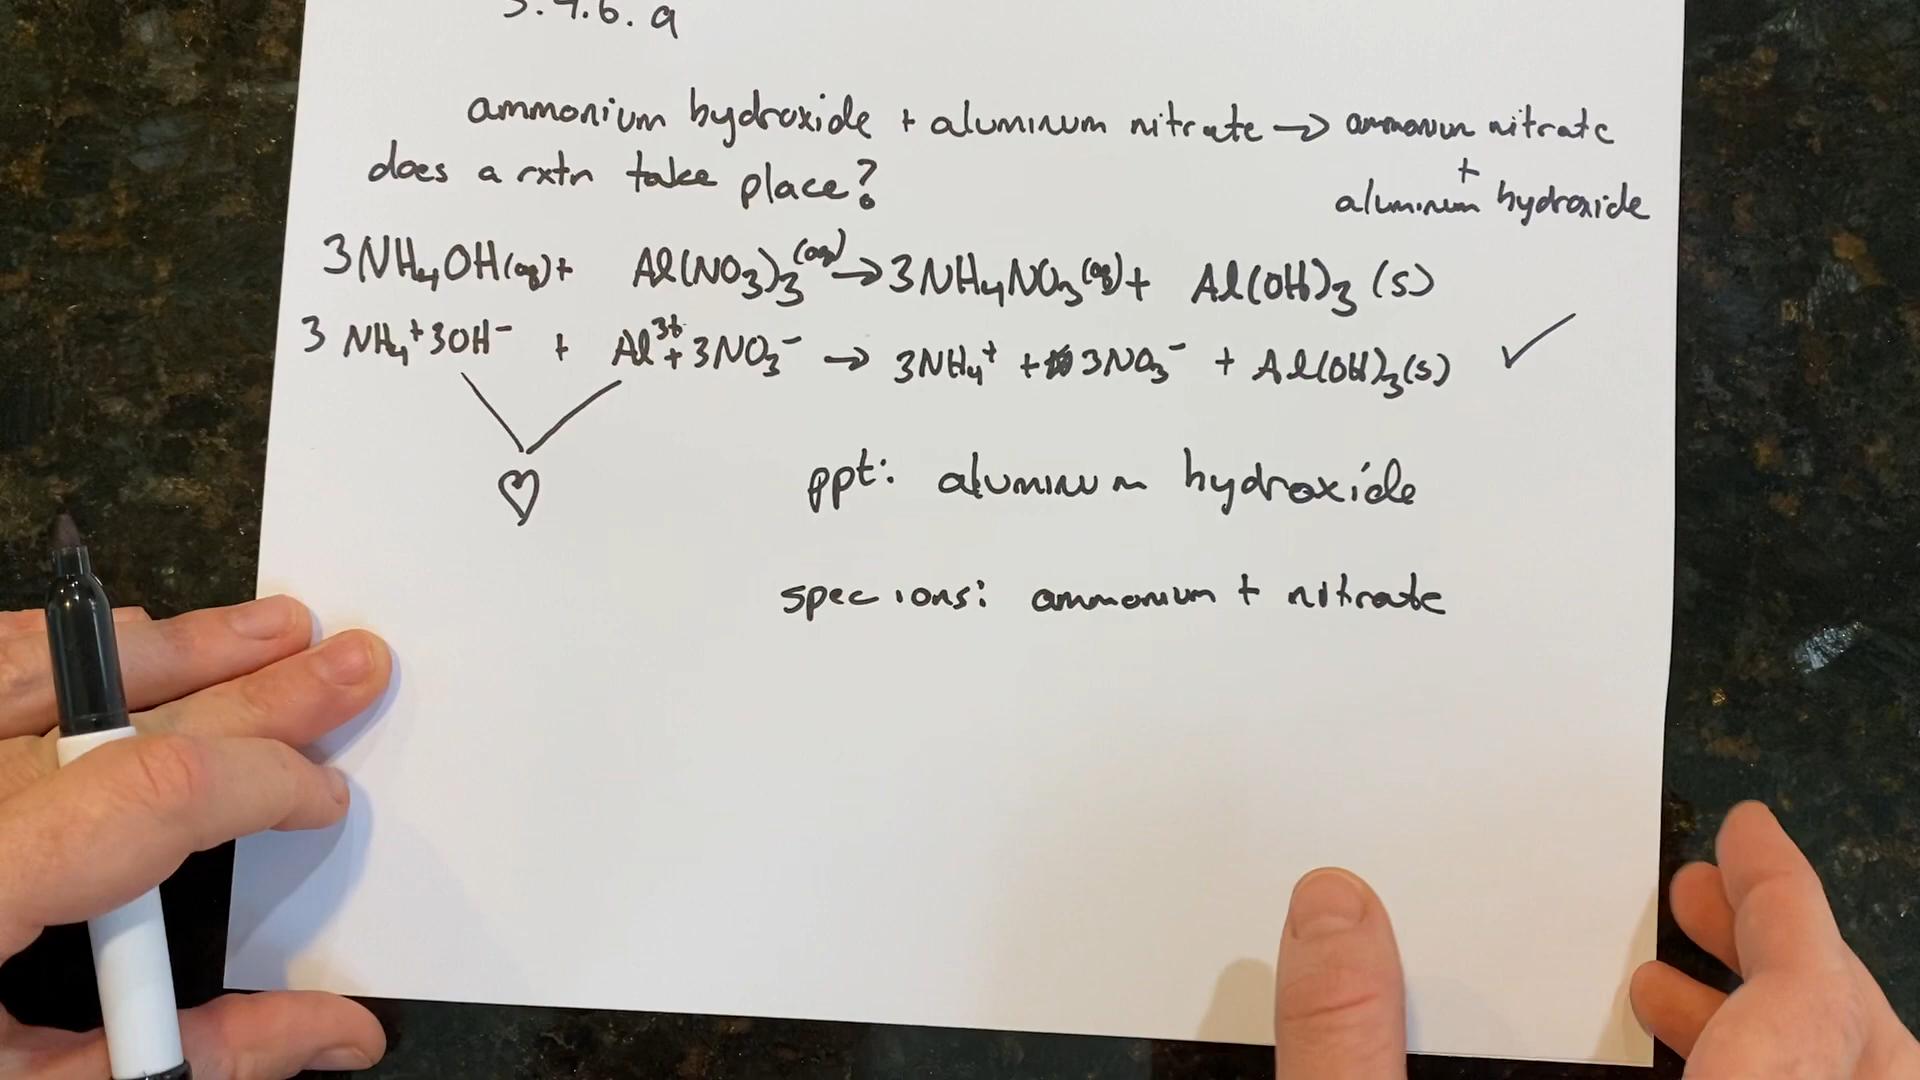 3.4.6.a
ammonium hydroxide + aluminum nitrate → ammonium nitrate
+
aluminum hydroxide
does a rxtn take place?
3NH₄OH(aq)+ Al(NO₃)₃(aq) → 3NH₄NO₃(aq)+ Al(OH)₃(s)
3 NH₄⁺ 3OH⁻ + Al³⁺ + 3NO₃⁻ → 3NH₄⁺ + 3NO₃⁻ + Al(OH)₃(s) ✓
♡
ppt: aluminum hydroxide
spec ions: ammonium + nitrate